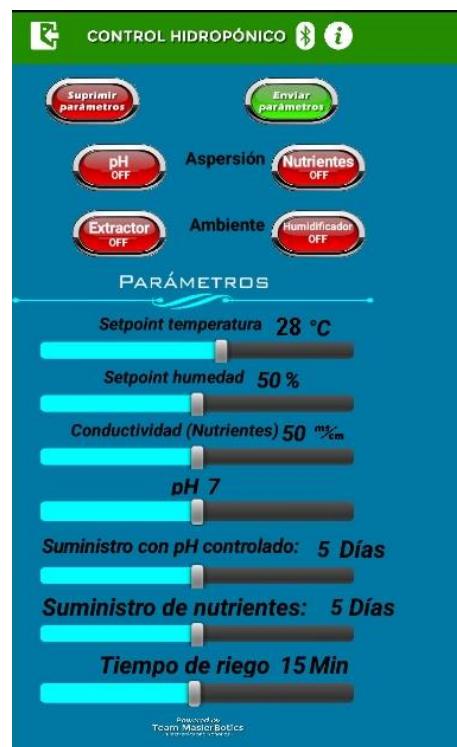 CONTROL HIDROPÓNICO
Suprimir
parámetros
Enviar
parámetros
pH
OFF
Aspersión
Nutrientes
OFF
Extractor
OFF
Ambiente
Humidificador
OFF
PARÁMETROS
Setpoint temperatura 28 °C
Setpoint humedad 50 %
Conductividad (Nutrientes) 50 ms/cm
pH 7
Suministro con pH controlado: 5 Días
Suministro de nutrientes: 5 Días
Tiempo de riego 15 Min
Powered by
Team MasterBotics